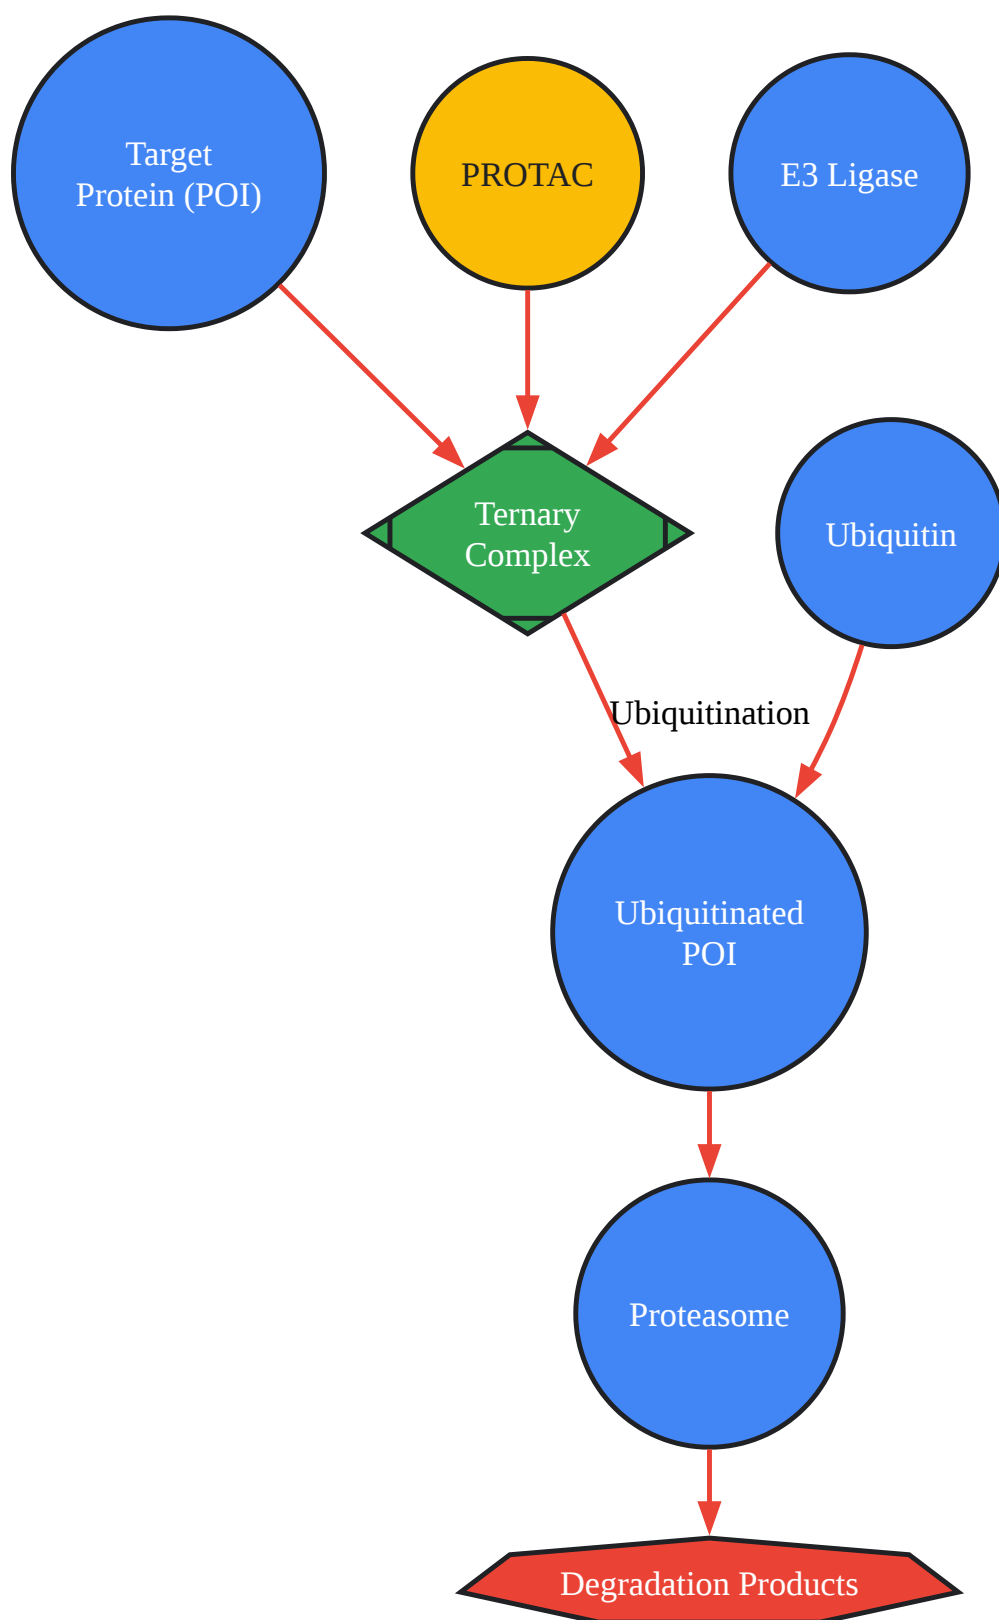 Target
Protein (POI)
PROTAC
E3 Ligase
Ternary
Complex
Ubiquitin
Ubiquitination
Ubiquitinated
POI
Proteasome
Degradation Products